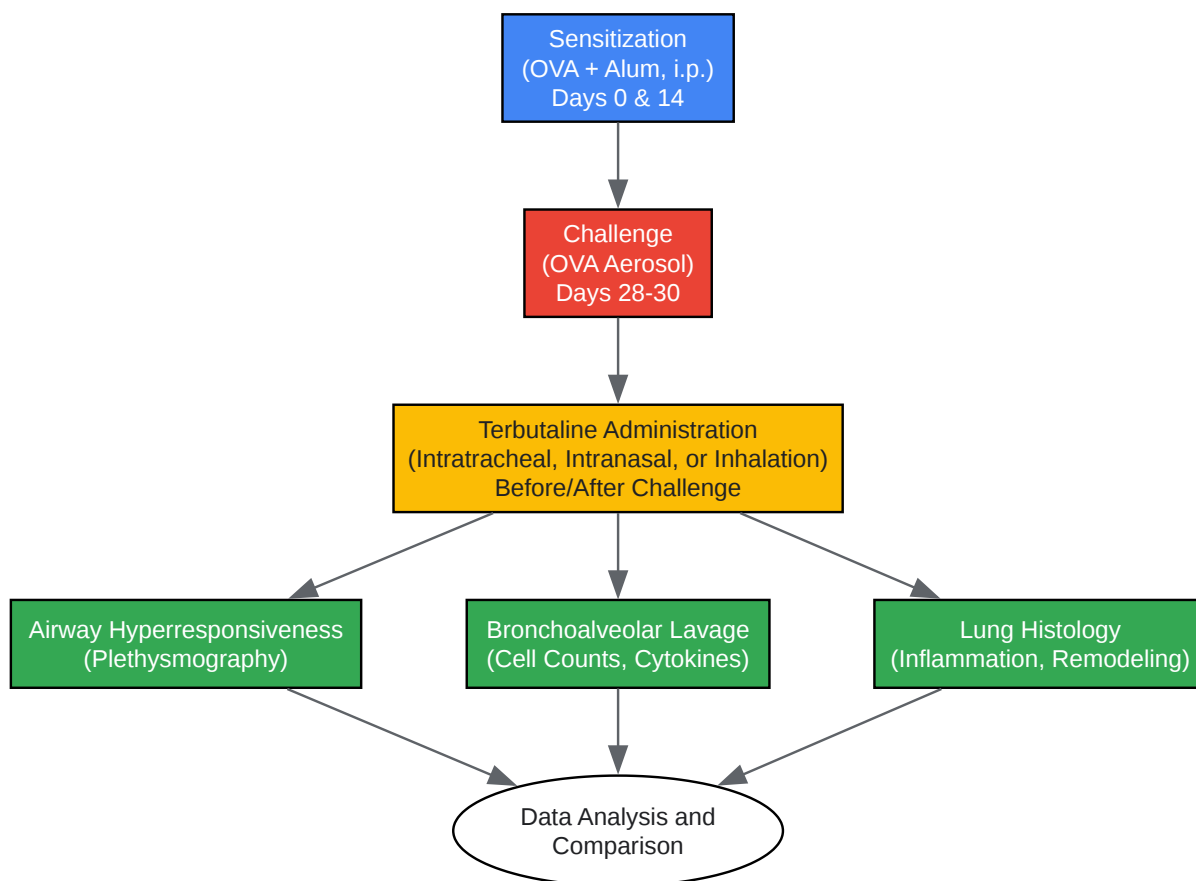 Sensitization
(OVA + Alum, i.p.)
Days 0 & 14
Challenge
(OVA Aerosol)
Days 28-30
Terbutaline Administration
(Intratracheal, Intranasal, or Inhalation)
Before/After Challenge
Airway Hyperresponsiveness
(Plethysmography)
Bronchoalveolar Lavage
(Cell Counts, Cytokines)
Lung Histology
(Inflammation, Remodeling)
Data Analysis and
Comparison